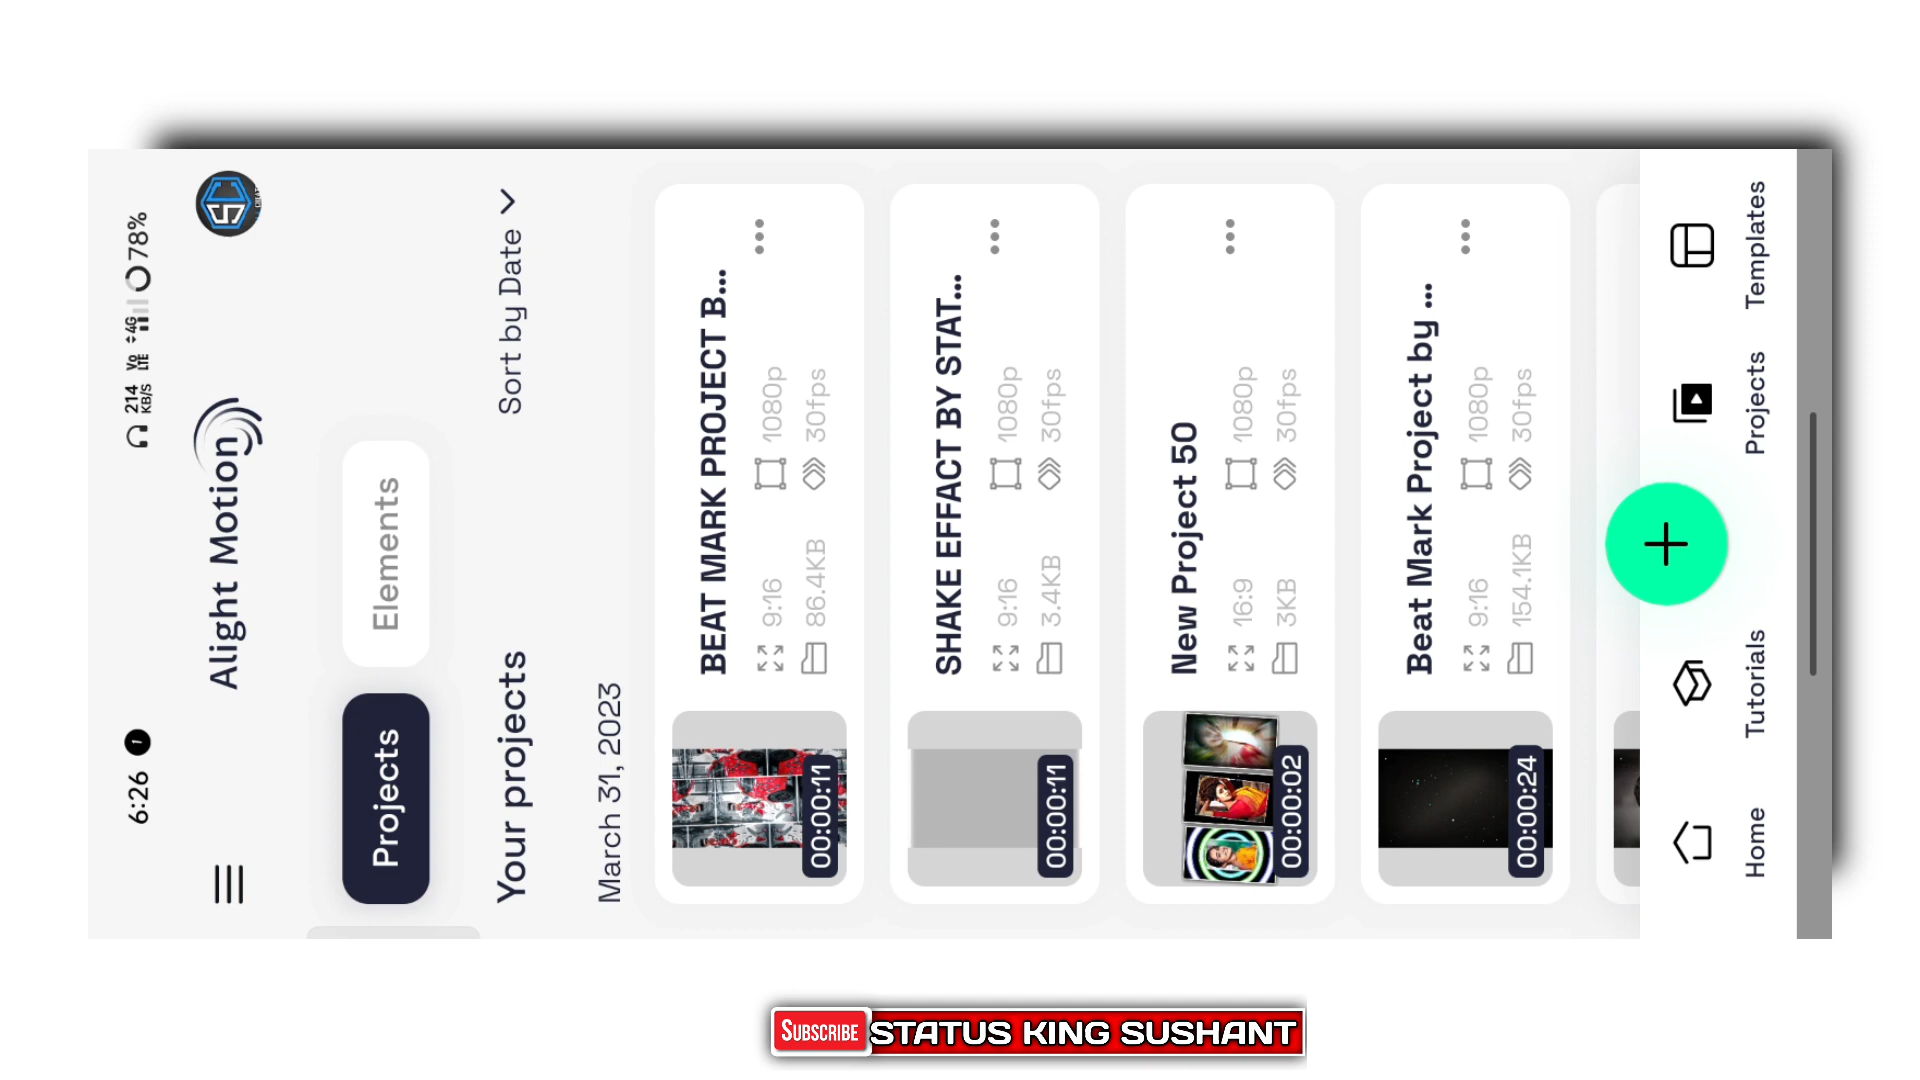 6:26
214 KB/S Vo LTE 4G 78%
Alight Motion
Projects
Elements
Your projects
Sort by Date
March 31, 2023
BEAT MARK PROJECT B...
9:16 1080p
86.4KB 30fps
00:00:11
SHAKE EFFACT BY STAT...
9:16 1080p
3.4KB 30fps
00:00:11
New Project 50
16:9 1080p
3KB 30fps
00:00:02
Beat Mark Project by ...
9:16 1080p
154.1KB 30fps
00:00:24
Home
Tutorials
Projects
Templates
SUBSCRIBE STATUS KING SUSHANT